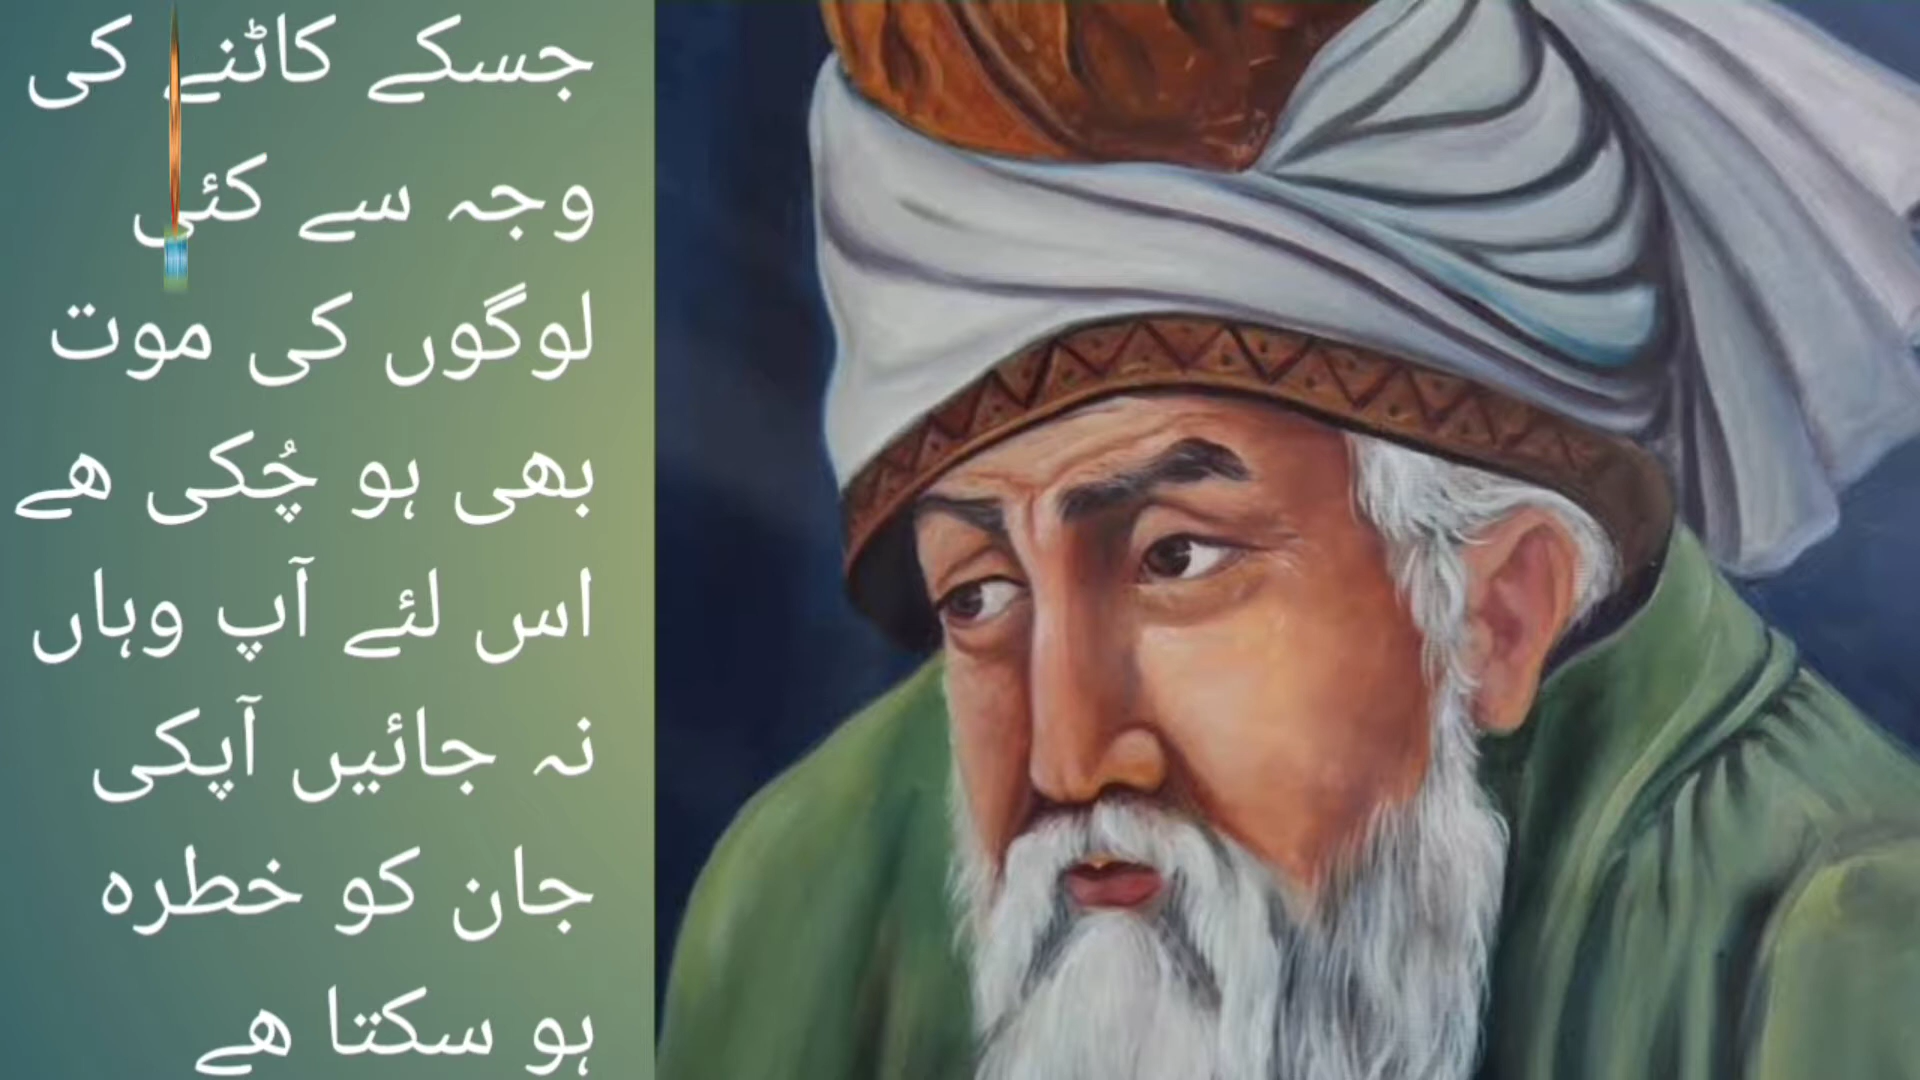 جسکے کاٹنے کی
وجہ سے کئی
لوگوں کی موت
بھی ہو چُکی ھے
اس لئے آپ وہاں
نہ جائیں آپکی
جان کو خطرہ
ہو سکتا ھے